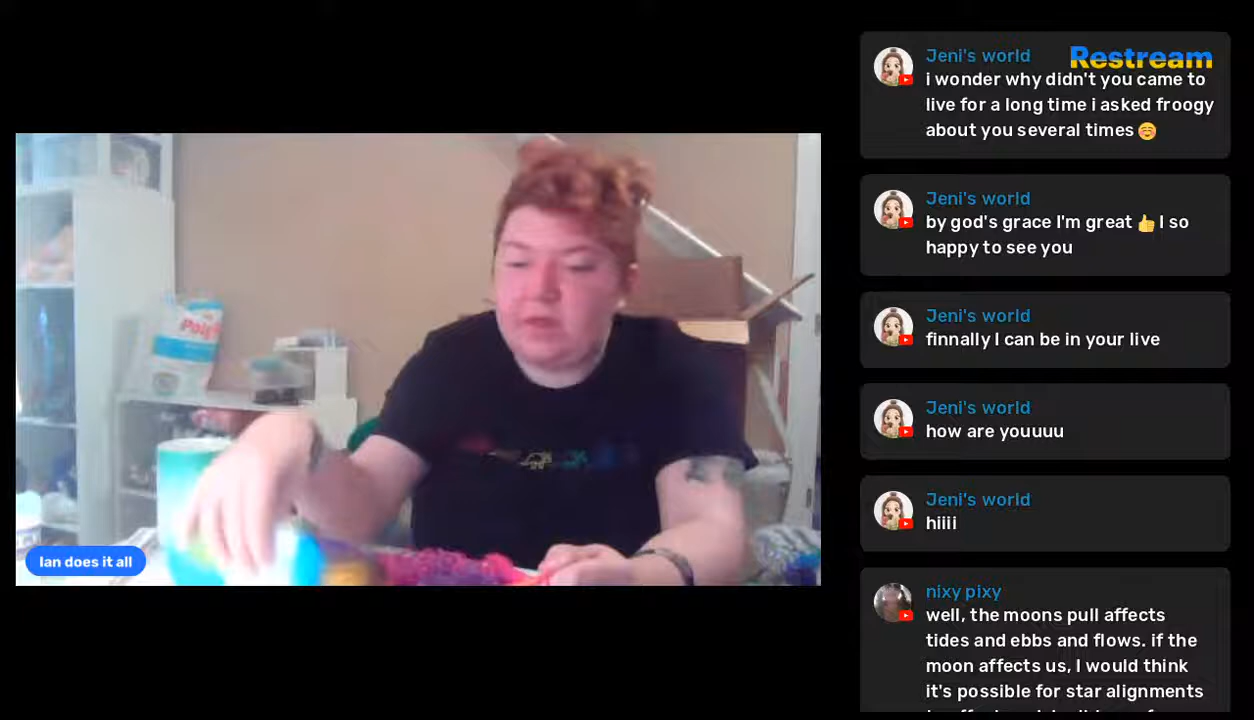 Restream
Jeni's world
i wonder why didn't you came to
live for a long time i asked froogy
about you several times ☺️
Jeni's world
by god's grace I'm great 👍 I so
happy to see you
Jeni's world
finnally I can be in your live
Jeni's world
how are youuuu
Jeni's world
hiiii
nixy pixy
well, the moons pull affects
tides and ebbs and flows. if the
moon affects us, I would think
it's possible for star alignments
Ian does it all